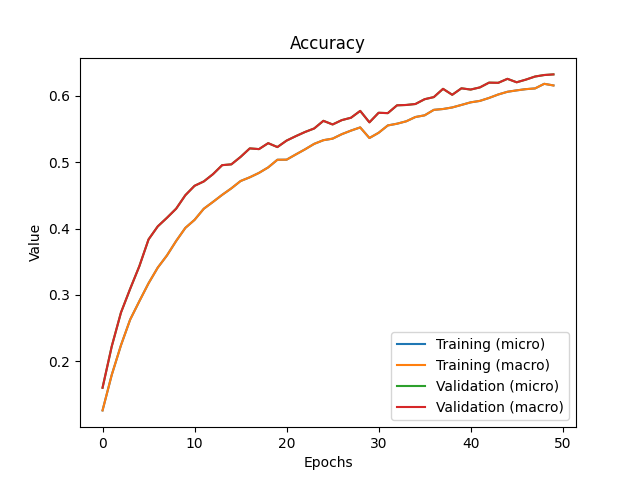 Accuracy
Value
0.6
0.5
0.4
0.3
0.2
Training (micro)
Training (macro)
Validation (micro)
Validation (macro)
0 10 20 30 40 50
Epochs